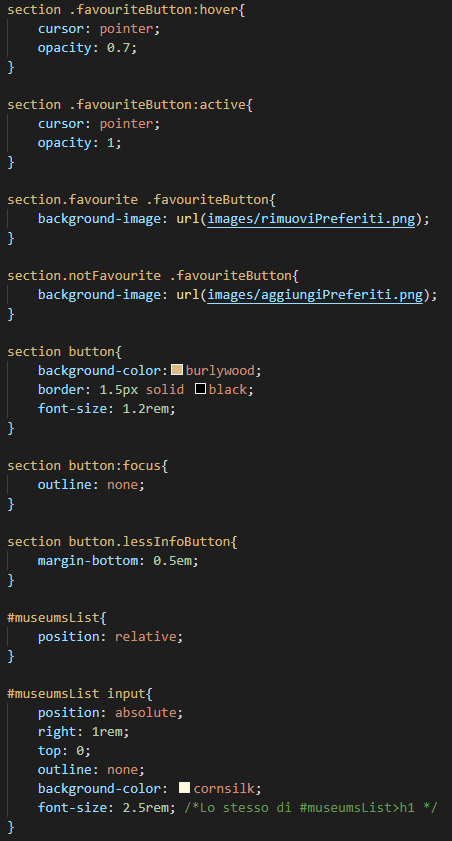 section .favouriteButton:hover{
    cursor: pointer;
    opacity: 0.7;
}

section .favouriteButton:active{
    cursor: pointer;
    opacity: 1;
}

section.favourite .favouriteButton{
    background-image: url(images/rimuoviPreferiti.png);
}

section.notFavourite .favouriteButton{
    background-image: url(images/aggiungiPreferiti.png);
}

section button{
    background-color: burlywood;
    border: 1.5px solid black;
    font-size: 1.2rem;
}

section button:focus{
    outline: none;
}

section button.lessInfoButton{
    margin-bottom: 0.5em;
}

#museumsList{
    position: relative;
}

#museumsList input{
    position: absolute;
    right: 1rem;
    top: 0;
    outline: none;
    background-color: cornsilk;
    font-size: 2.5rem; /*Lo stesso di #museumsList>h1 */
}